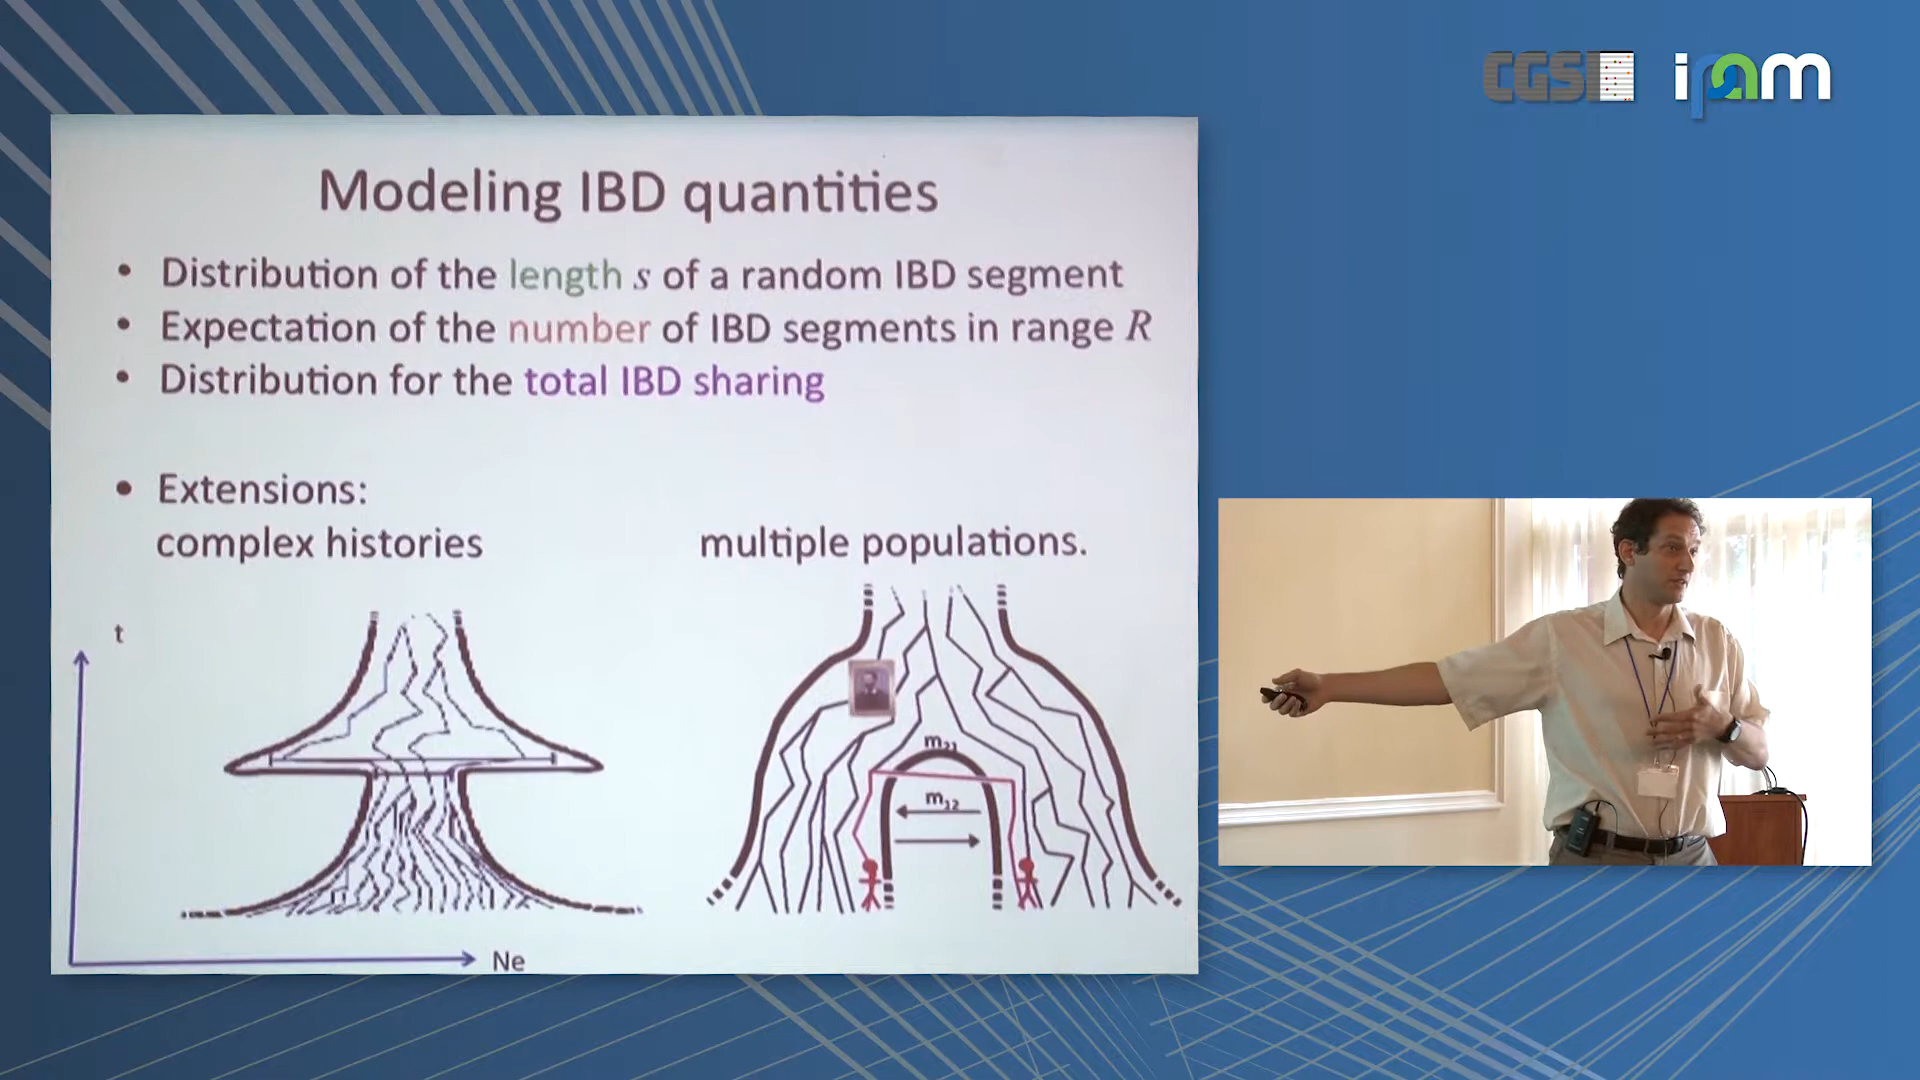 CGSI ipam
Modeling IBD quantities
• Distribution of the length s of a random IBD segment
• Expectation of the number of IBD segments in range R
• Distribution for the total IBD sharing
• Extensions:
complex histories multiple populations.
t
m₁₂
Ne